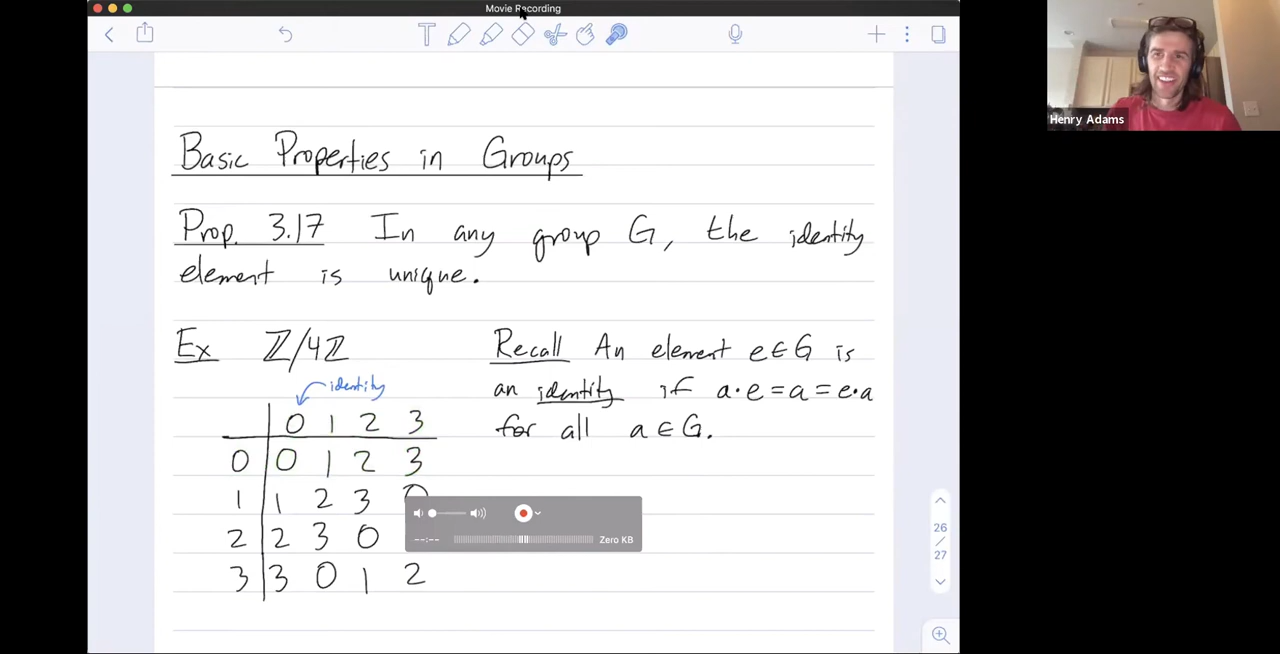 Movie Recording
Henry Adams
Basic Properties in Groups
Prop. 3.17 In any group G, the identity
element is unique.
Ex ℤ/4ℤ
identity
0 1 2 3
0 0 1 2 3
1 1 2 3 0
2 2 3 0
3 3 0 1 2
Recall An element e∈G is
an identity if a·e=a=e·a
for all a∈G.
--:-- Zero KB
26
/
27